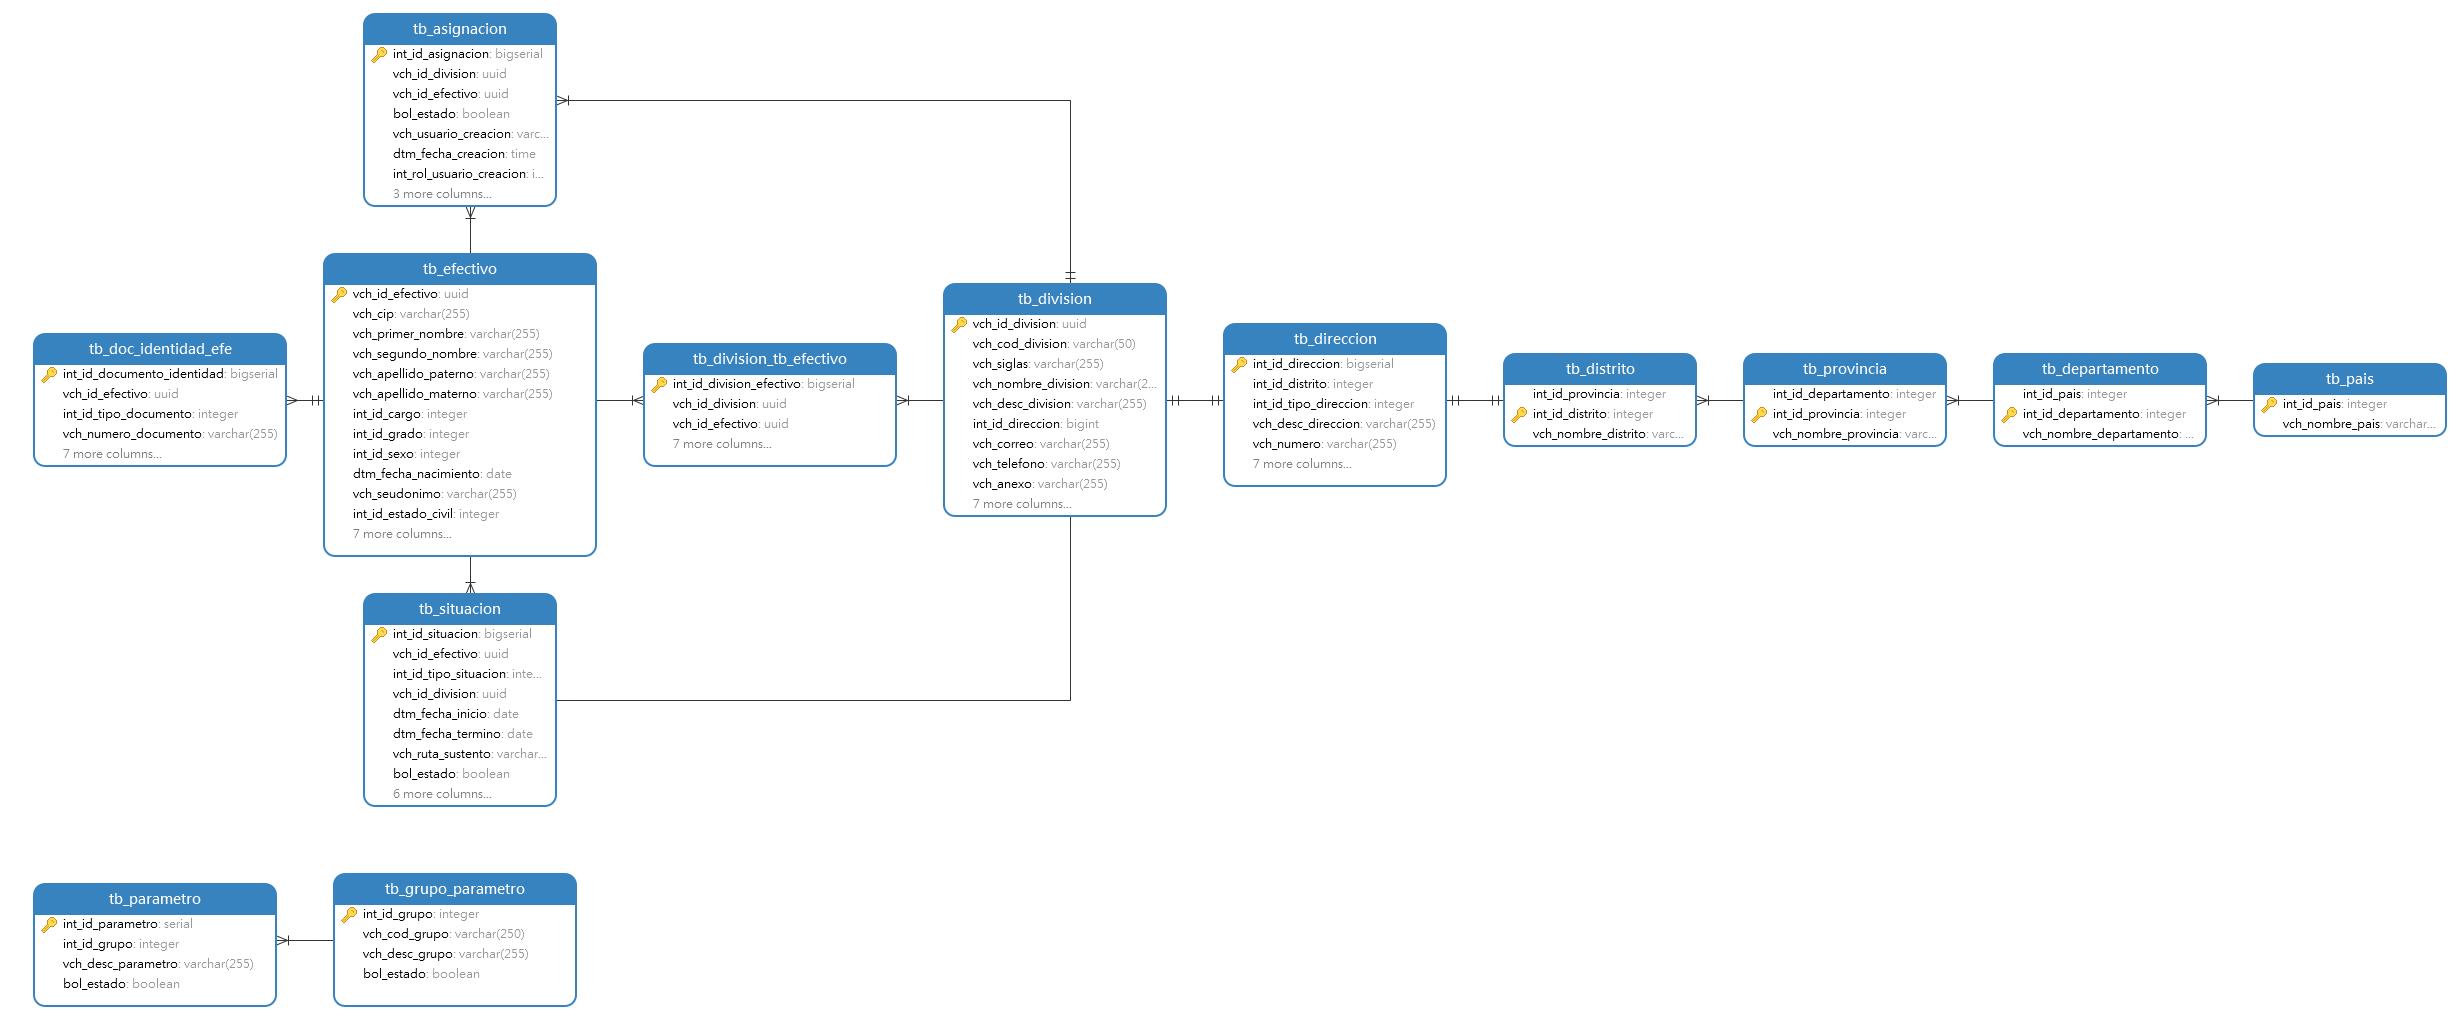 tb_asignacion
int_id_asignacion: bigserial
vch_id_division: uuid
vch_id_efectivo: uuid
bol_estado: boolean
vch_usuario_creacion: varc...
dtm_fecha_creacion: time
int_rol_usuario_creacion: i...
3 more columns...
tb_efectivo
vch_id_efectivo: uuid
vch_cip: varchar(255)
vch_primer_nombre: varchar(255)
vch_segundo_nombre: varchar(255)
vch_apellido_paterno: varchar(255)
vch_apellido_materno: varchar(255)
int_id_cargo: integer
int_id_grado: integer
int_id_sexo: integer
dtm_fecha_nacimiento: date
vch_seudonimo: varchar(255)
int_id_estado_civil: integer
7 more columns...
tb_doc_identidad_efe
int_id_documento_identidad: bigserial
vch_id_efectivo: uuid
int_id_tipo_documento: integer
vch_numero_documento: varchar(255)
7 more columns...
tb_division_tb_efectivo
int_id_division_efectivo: bigserial
vch_id_division: uuid
vch_id_efectivo: uuid
7 more columns...
tb_division
vch_id_division: uuid
vch_cod_division: varchar(50)
vch_siglas: varchar(255)
vch_nombre_division: varchar(2...
vch_desc_division: varchar(255)
int_id_direccion: bigint
vch_correo: varchar(255)
vch_telefono: varchar(255)
vch_anexo: varchar(255)
7 more columns...
tb_direccion
int_id_direccion: bigserial
int_id_distrito: integer
int_id_tipo_direccion: integer
vch_desc_direccion: varchar(255)
vch_numero: varchar(255)
7 more columns...
tb_distrito
int_id_provincia: integer
int_id_distrito: integer
vch_nombre_distrito: varc...
tb_provincia
int_id_departamento: integer
int_id_provincia: integer
vch_nombre_provincia: varc...
tb_departamento
int_id_pais: integer
int_id_departamento: integer
vch_nombre_departamento: ...
tb_pais
int_id_pais: integer
vch_nombre_pais: varchar...
tb_situacion
int_id_situacion: bigserial
vch_id_efectivo: uuid
int_id_tipo_situacion: inte...
vch_id_division: uuid
dtm_fecha_inicio: date
dtm_fecha_termino: date
vch_ruta_sustento: varchar...
bol_estado: boolean
6 more columns...
tb_parametro
int_id_parametro: serial
int_id_grupo: integer
vch_desc_parametro: varchar(255)
bol_estado: boolean
tb_grupo_parametro
int_id_grupo: integer
vch_cod_grupo: varchar(250)
vch_desc_grupo: varchar(255)
bol_estado: boolean